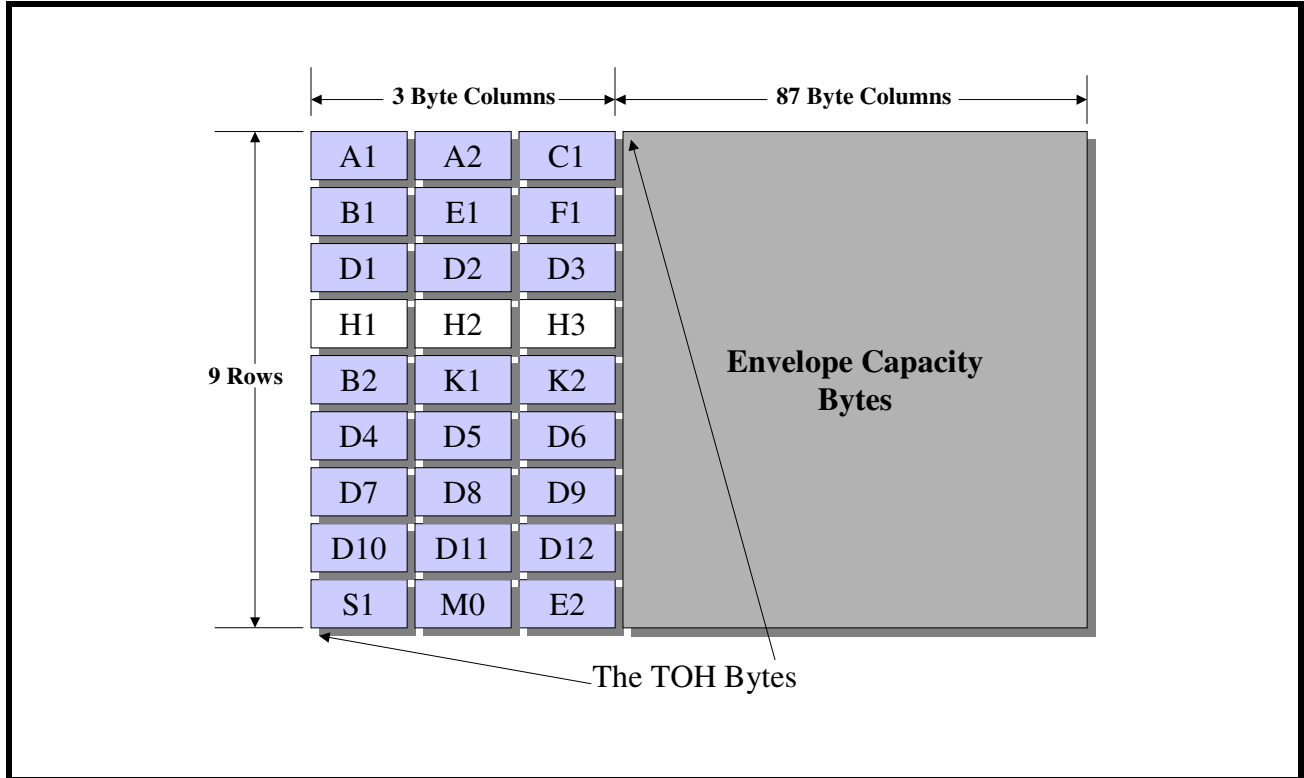 3 Byte Columns 87 Byte Columns
A1 A2 C1
B1 E1 F1
D1 D2 D3
H1 H2 H3
9 Rows
Envelope Capacity
Bytes
B2 K1 K2
D4 D5 D6
D7 D8 D9
D10 D11 D12
S1 M0 E2
The TOH Bytes